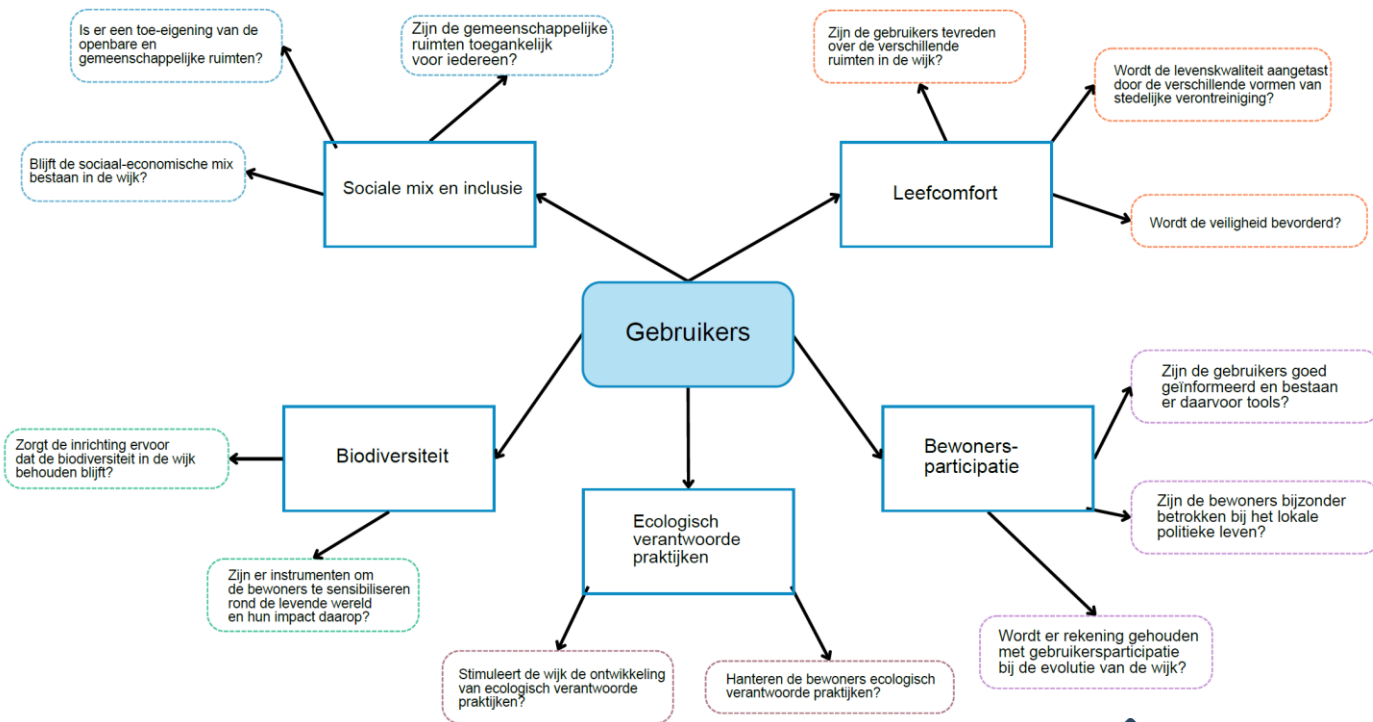 Is er een toe-eigening van de
openbare en
gemeenschappelijke ruimten?
Zijn de gemeenschappelijke
ruimten toegankelijk
voor iedereen?
Zijn de gebruikers tevreden
over de verschillende
ruimten in de wijk?
Wordt de levenskwaliteit aangetast
door de verschillende vormen van
stedelijke verontreiniging?
Blijft de sociaal-economische mix
bestaan in de wijk?
Sociale mix en inclusie
Leefcomfort
Wordt de veiligheid bevorderd?
Gebruikers
Zijn de gebruikers goed
geïnformeerd en bestaan
er daarvoor tools?
Zorgt de inrichting ervoor
dat de biodiversiteit in de wijk
behouden blijft?
Biodiversiteit
Bewoners-
participatie
Ecologisch
verantwoorde
praktijken
Zijn de bewoners bijzonder
betrokken bij het lokale
politieke leven?
Zijn er instrumenten om
de bewoners te sensibiliseren
rond de levende wereld
en hun impact daarop?
Wordt er rekening gehouden
met gebruikersparticipatie
bij de evolutie van de wijk?
Stimuleert de wijk de ontwikkeling
van ecologisch verantwoorde
praktijken?
Hanteren de bewoners ecologisch
verantwoorde praktijken?